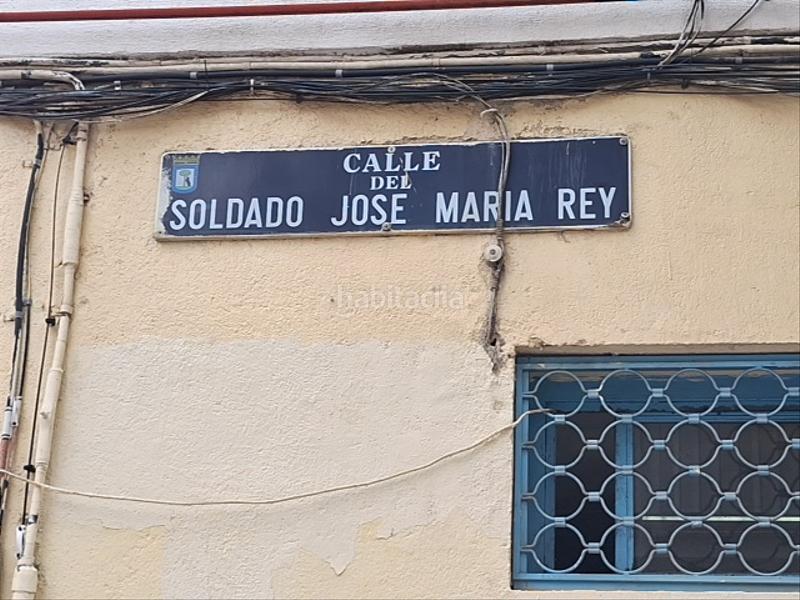 CALLE
DEL
SOLDADO JOSE MARIA REY
habitaclia